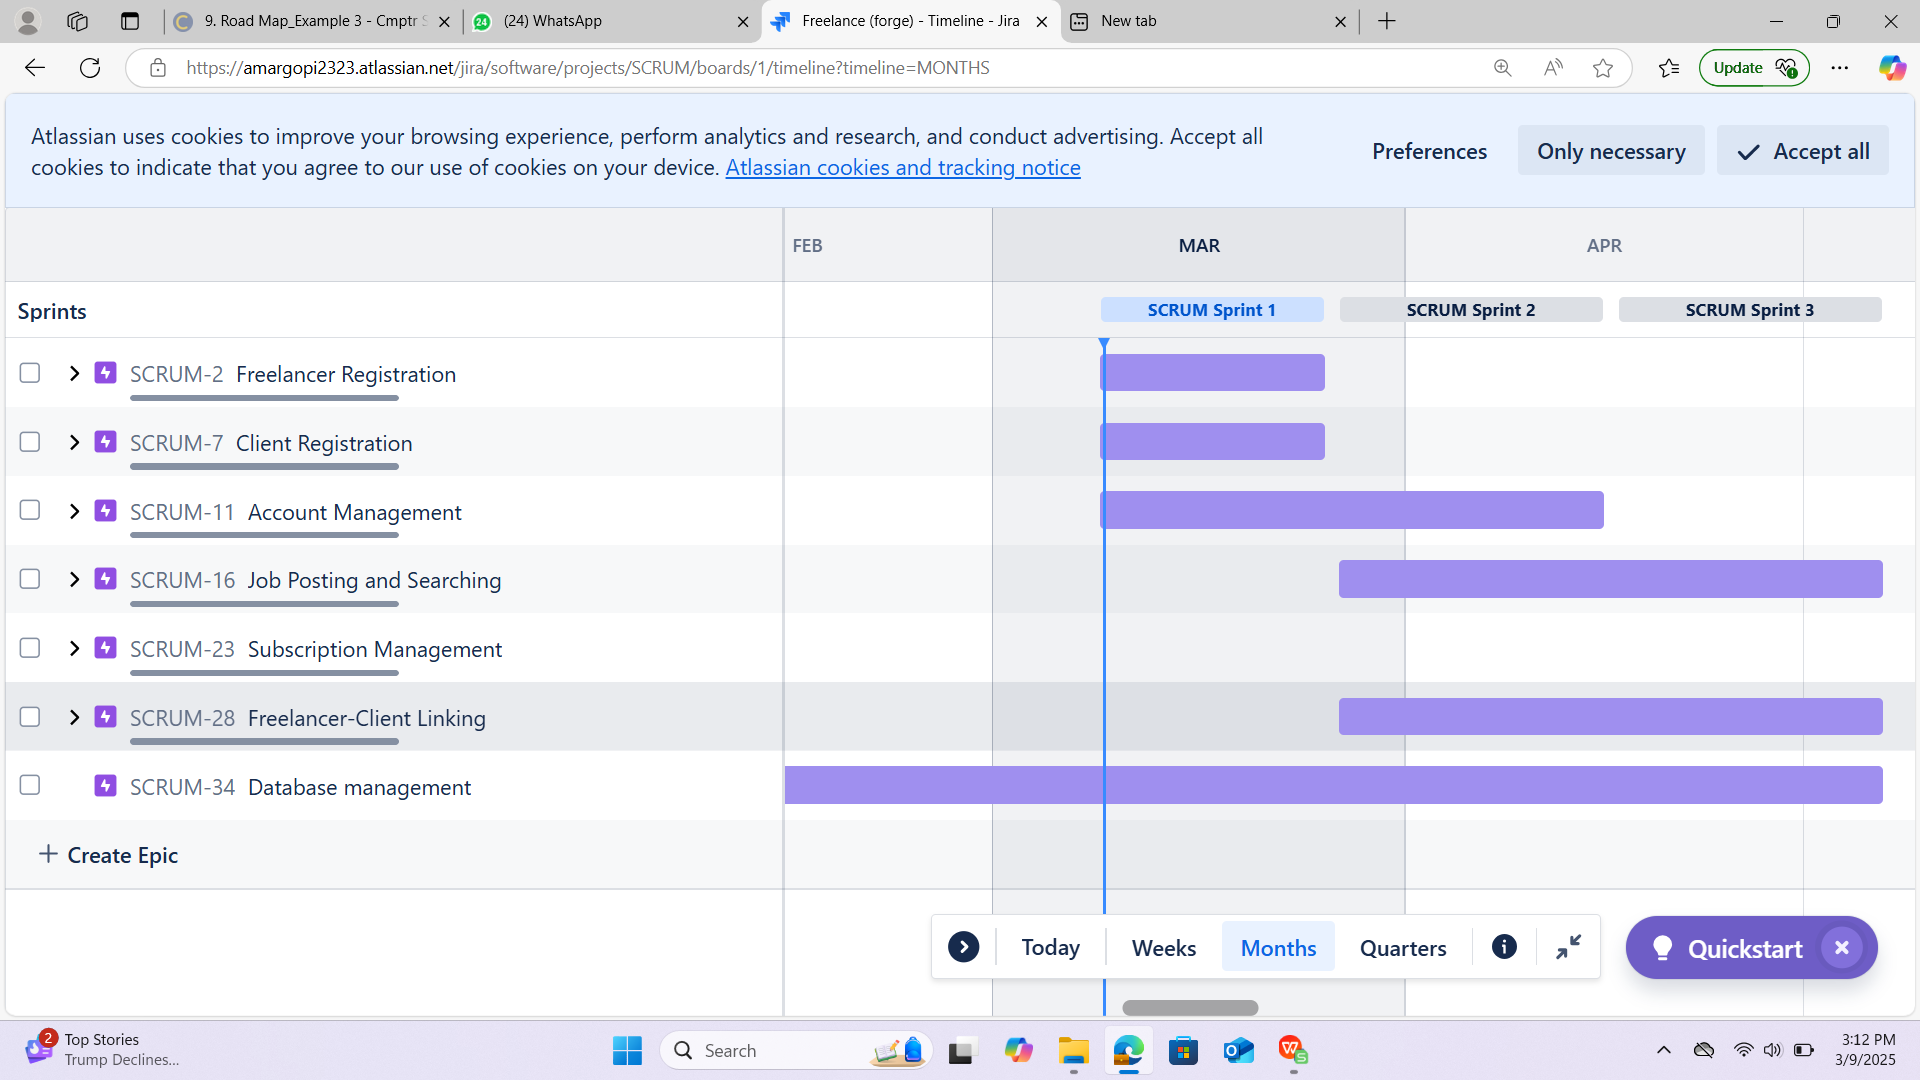 9. Road Map_Example 3 - Cmptr S
24
(24) WhatsApp
Freelance (forge) - Timeline - Jira
New tab
https://amargopi2323.atlassian.net/jira/software/projects/SCRUM/boards/1/timeline?timeline=MONTHS
Update
Atlassian uses cookies to improve your browsing experience, perform analytics and research, and conduct advertising. Accept all
cookies to indicate that you agree to our use of cookies on your device. Atlassian cookies and tracking notice
Preferences
Only necessary
Accept all
FEB
MAR
APR
Sprints
SCRUM Sprint 1
SCRUM Sprint 2
SCRUM Sprint 3
SCRUM-2 Freelancer Registration
SCRUM-7 Client Registration
SCRUM-11 Account Management
SCRUM-16 Job Posting and Searching
SCRUM-23 Subscription Management
SCRUM-28 Freelancer-Client Linking
SCRUM-34 Database management
+ Create Epic
Today
Weeks
Months
Quarters
Quickstart
2
Top Stories
Trump Declines...
Search
3:12 PM
3/9/2025